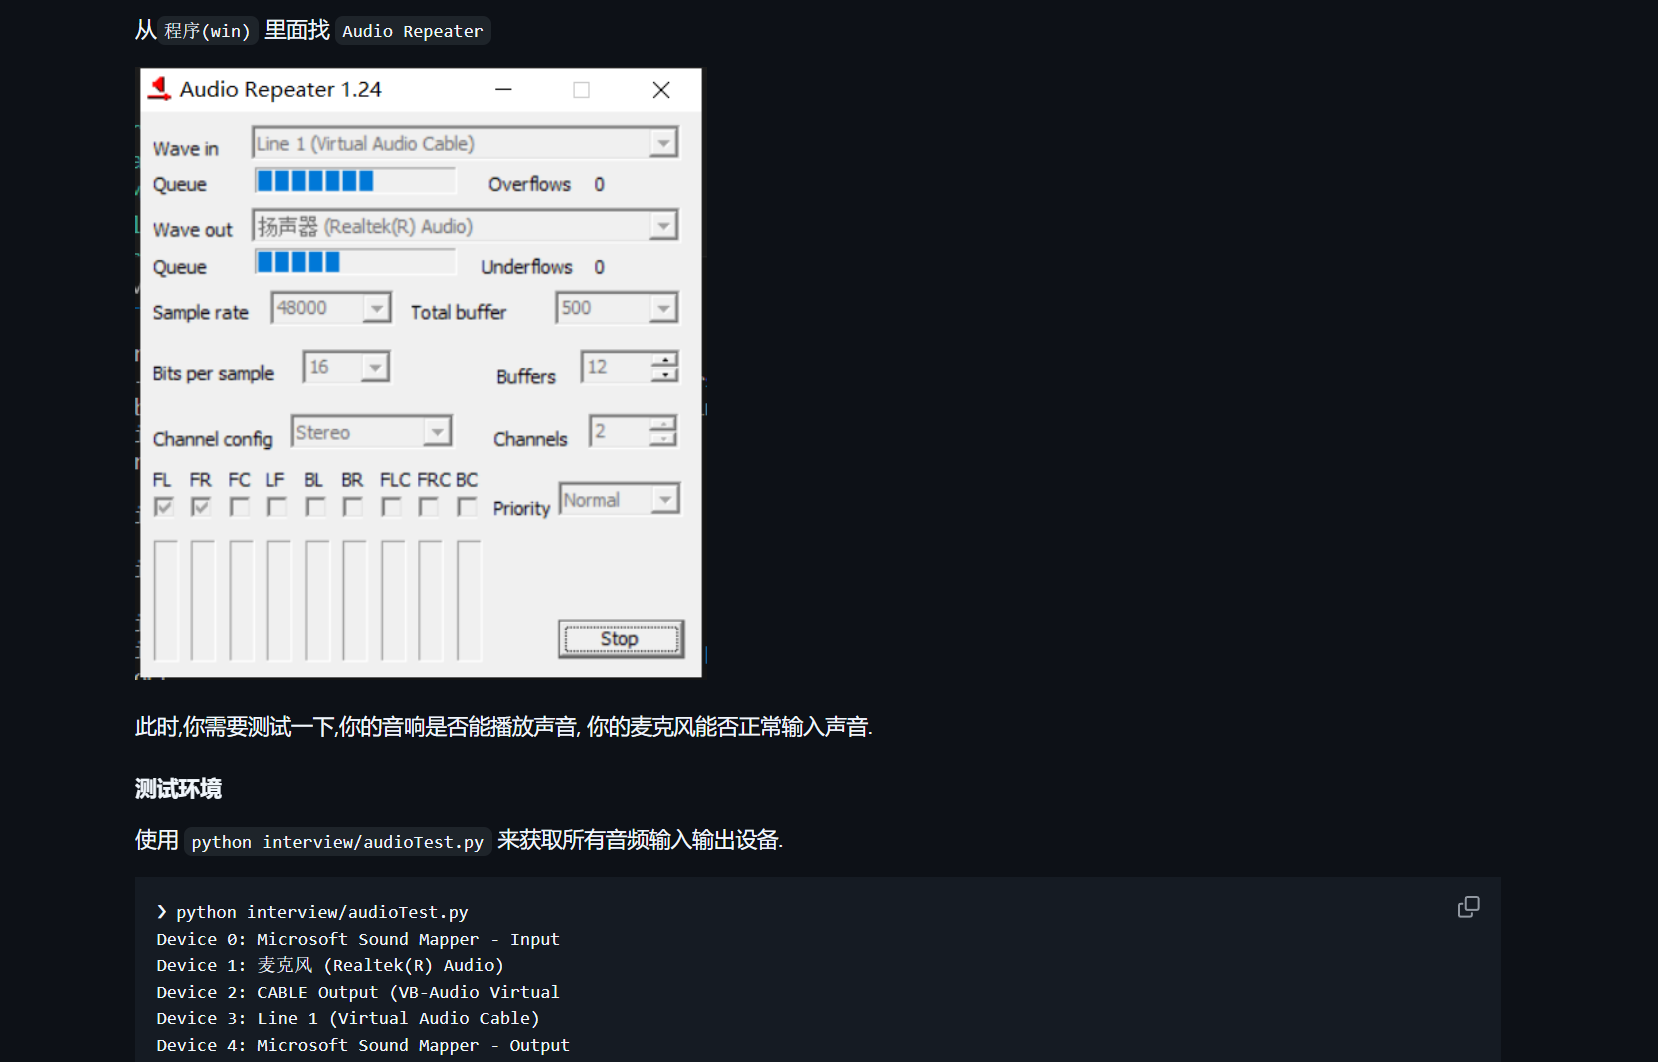 从 程序(win) 里面找 Audio Repeater
Audio Repeater 1.24
Wave in Line 1 (Virtual Audio Cable)
Queue Overflows 0
Wave out 扬声器 (Realtek(R) Audio)
Queue Underflows 0
Sample rate 48000 Total buffer 500
Bits per sample 16 Buffers 12
Channel config Stereo Channels 2
FL FR FC LF BL BR FLC FRC BC
Priority Normal
Stop
此时,你需要测试一下,你的音响是否能播放声音, 你的麦克风能否正常输入声音.
测试环境
使用 python interview/audioTest.py 来获取所有音频输入输出设备.
❯ python interview/audioTest.py
Device 0: Microsoft Sound Mapper - Input
Device 1: 麦克风 (Realtek(R) Audio)
Device 2: CABLE Output (VB-Audio Virtual
Device 3: Line 1 (Virtual Audio Cable)
Device 4: Microsoft Sound Mapper - Output